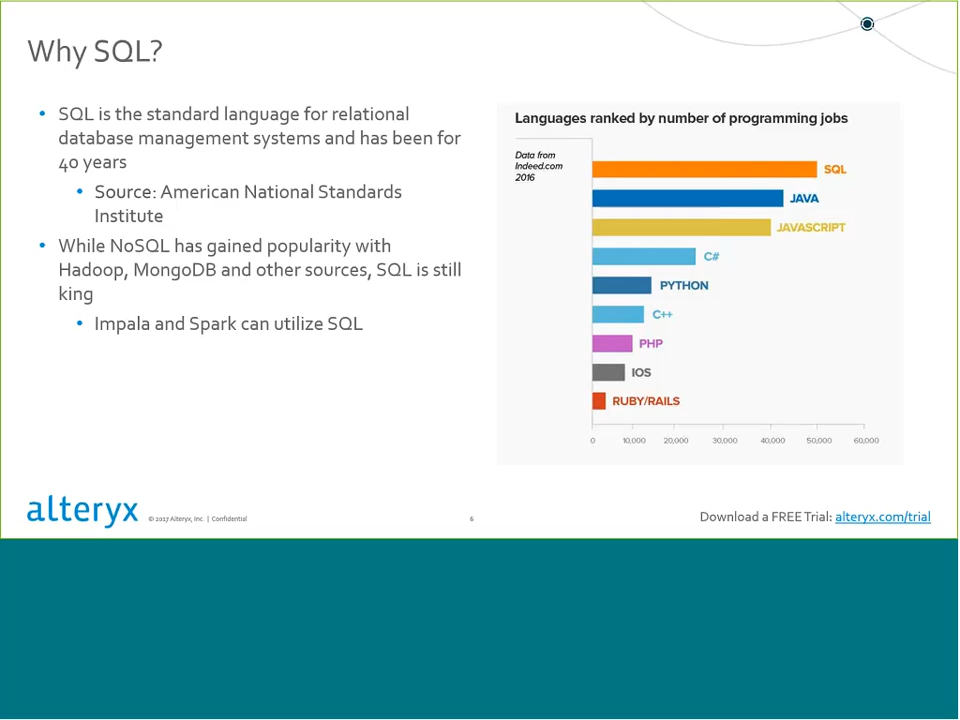 Why SQL?
• SQL is the standard language for relational
database management systems and has been for
40 years
• Source: American National Standards
Institute
• While NoSQL has gained popularity with
Hadoop, MongoDB and other sources, SQL is still
king
• Impala and Spark can utilize SQL
Languages ranked by number of programming jobs
Data from
Indeed.com
2016
SQL
JAVA
JAVASCRIPT
C#
PYTHON
C++
PHP
IOS
RUBY/RAILS
0 10,000 20,000 30,000 40,000 50,000 60,000
alteryx © 2017 Alteryx, Inc. | Confidential 6 Download a FREE Trial: alteryx.com/trial